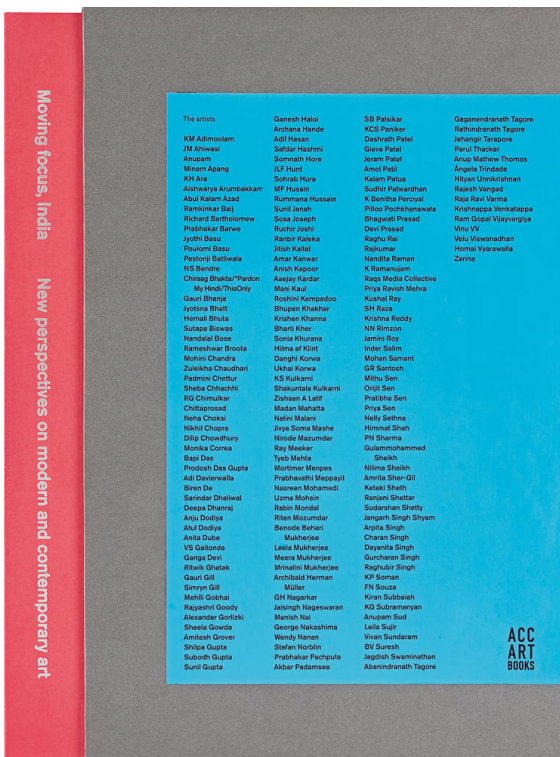 Moving focus, India New perspectives on modern and contemporary art
The artists
KM Adimoolam
JM Ahiwasi
Anupam
Minam Apang
KH Ara
Aishwarya Arumbakkam
Abul Kalam Azad
Ramkinkar Baij
Richard Bartholomew
Prabhakar Barwe
Jyothi Basu
Poulomi Basu
Pestonji Batliwala
NS Bendre
Chiraag Bhakta/*Pardon
My Hindi/ThisOnly
Gauri Bhanja
Jyotsna Bhatt
Hemali Bhuta
Sutapa Biswas
Nandalal Bose
Rameshwar Broota
Mohini Chandra
Zuleikha Chaudhari
Padmini Chettur
Sheba Chhachhi
RG Chimulkar
Chittaprosad
Neha Choksi
Nikhil Chopra
Dilip Chowdhury
Monika Correa
Bapi Das
Prodosh Das Gupta
Adi Davierwalla
Biren De
Sarindar Dhaliwal
Deepa Dhanraj
Anju Dodiya
Atul Dodiya
Anita Dube
VS Gaitonde
Ganga Devi
Ritwik Ghatak
Gauri Gill
Simryn Gill
Mehlli Gobhai
Rajyashri Goody
Alexander Gorlizki
Sheela Gowda
Amitesh Grover
Shilpa Gupta
Subodh Gupta
Sunil Gupta
Ganesh Haloi
Archana Hande
Adil Hasan
Safdar Hashmi
Somnath Hore
JLF Hunt
Sohrab Hura
MF Husain
Rummana Hussain
Sunil Janah
Sosa Joseph
Ruchir Joshi
Ranbir Kaleka
Jitish Kallat
Amar Kanwar
Anish Kapoor
Aaejay Kardar
Mani Kaul
Roshini Kempadoo
Bhupen Khakhar
Krishen Khanna
Bharti Kher
Sonia Khurana
Hilma af Klint
Danghi Korwa
Ukhai Korwa
KS Kulkarni
Shakuntala Kulkarni
Zishaan A Latif
Madan Mahatta
Nalini Malani
Jivya Soma Mashe
Nirode Mazumdar
Ray Meeker
Tyeb Mehta
Mortimer Menpes
Prabhavathi Meppayil
Nasreen Mohamedi
Uzma Mohsin
Rabin Mondal
Riten Mozumdar
Benode Behari
Mukherjee
Leela Mukherjee
Meera Mukherjee
Mrinalini Mukherjee
Archibald Herman
Müller
GH Nagarkar
Jaisingh Nageswaran
Manish Nai
George Nakashima
Wendy Nanan
Stefan Norblin
Prabhakar Pachpute
Akbar Padamsee
SB Palsikar
KCS Paniker
Dashrath Patel
Gieve Patel
Jeram Patel
Amol Patil
Kalam Patua
Sudhir Patwardhan
K Benitha Perciyal
Pilloo Pochkhanawala
Bhagwati Prasad
Devi Prasad
Raghu Rai
Rajkumar
Nandita Raman
K Ramanujam
Raqs Media Collective
Priya Ravish Mehra
Kushal Ray
SH Raza
Krishna Reddy
NN Rimzon
Jamini Roy
Inder Salim
Mohan Samant
GR Santosh
Mithu Sen
Orijit Sen
Pratibha Sen
Priya Sen
Nelly Sethna
Himmat Shah
PN Sharma
Gulammohammed
Sheikh
Nilima Sheikh
Amrita Sher-Gil
Ketaki Sheth
Ranjani Shettar
Sudarshan Shetty
Jangarh Singh Shyam
Arpita Singh
Charan Singh
Dayanita Singh
Gurcharan Singh
Raghubir Singh
KP Soman
FN Souza
Kiran Subbaiah
KG Subramanyan
Anupam Sud
Leila Sujir
Vivan Sundaram
BV Suresh
Jagdish Swaminathan
Abanindranath Tagore
Gaganendranath Tagore
Rathindranath Tagore
Jehangir Tarapore
Parul Thacker
Anup Mathew Thomas
Ângela Trindade
Nityan Unnikrishnan
Rajesh Vangad
Raja Ravi Varma
Krishnappa Venkatappa
Ram Gopal Vijayvargiya
Vinu VV
Velu Viswanadhan
Homai Vyarawalla
Zarina
ACC
ART
BOOKS